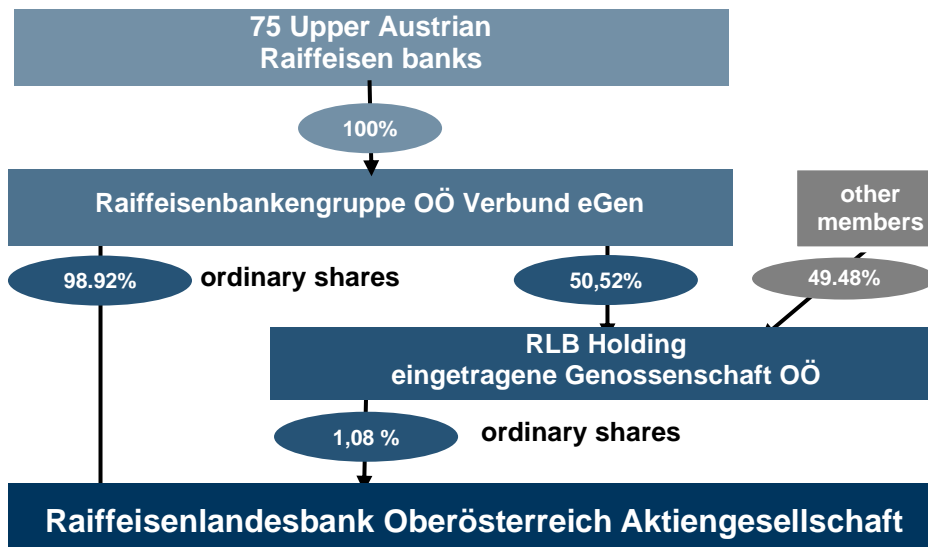 75 Upper Austrian
Raiffeisen banks
100%
Raiffeisenbankengruppe OÖ Verbund eGen
other
members
98.92%
ordinary shares
50,52%
49.48%
RLB Holding
eingetragene Genossenschaft OÖ
1,08 %
ordinary shares
Raiffeisenlandesbank Oberösterreich Aktiengesellschaft